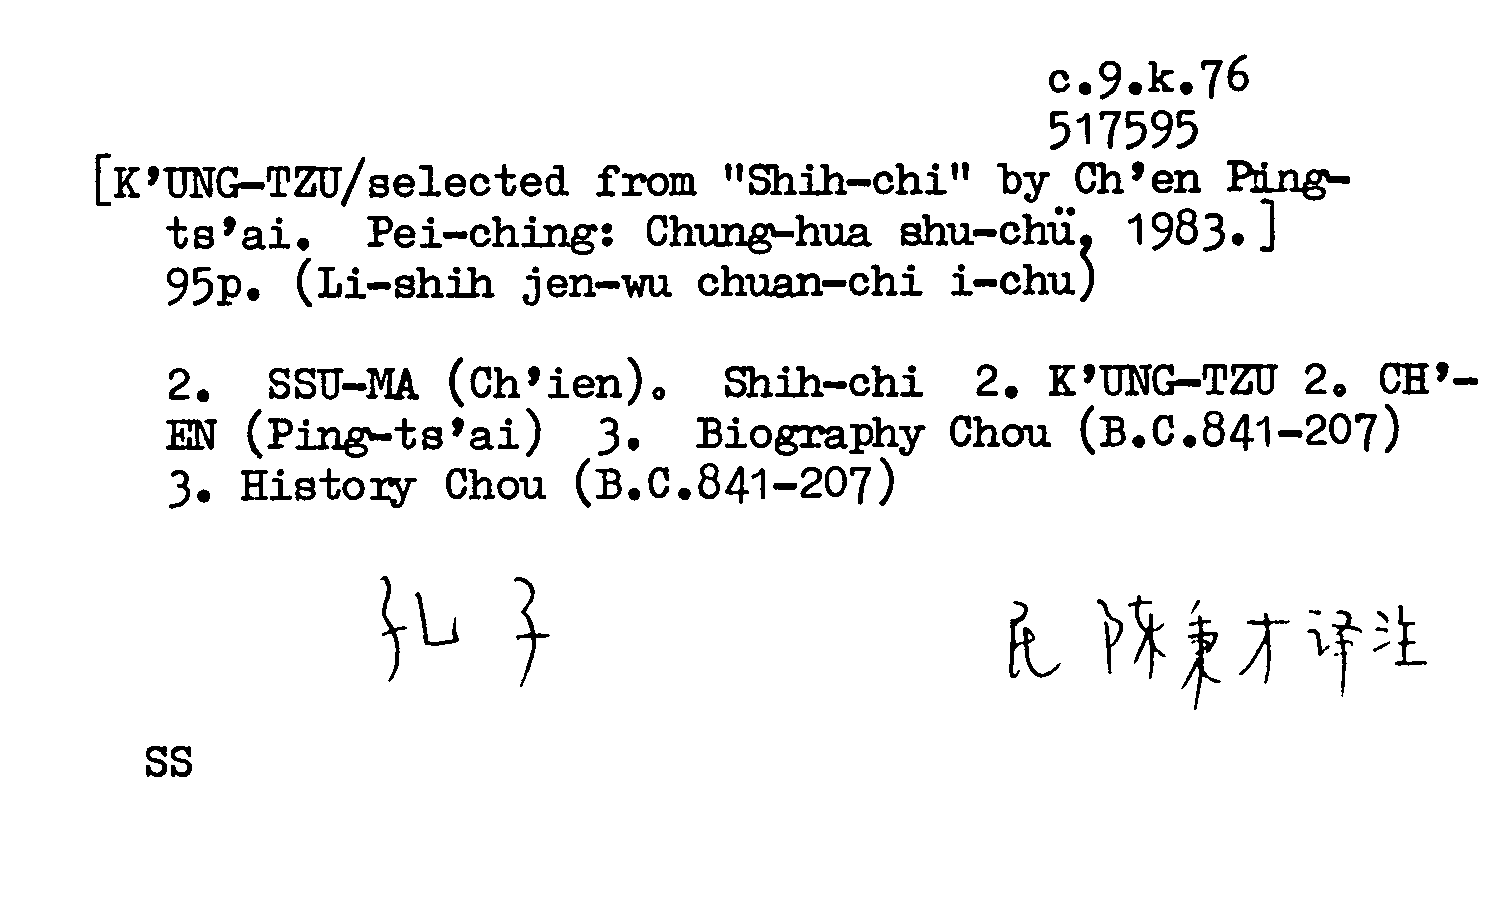 c.9.k.76
517595
[K'UNG-TZU/selected from "Shih-chi" by Ch'en Ping-
ts'ai. Pei-ching: Chung-hua shu-chü, 1983.]
95p. (Li-shih jen-wu chuan-chi i-chu)
2. SSU-MA (Ch'ien). Shih-chi 2. K'UNG-TZU 2. CH'-
EN (Ping-ts'ai) 3. Biography Chou (B.C.841-207)
3. History Chou (B.C.841-207)
孔子 民 陈秉才译注
SS